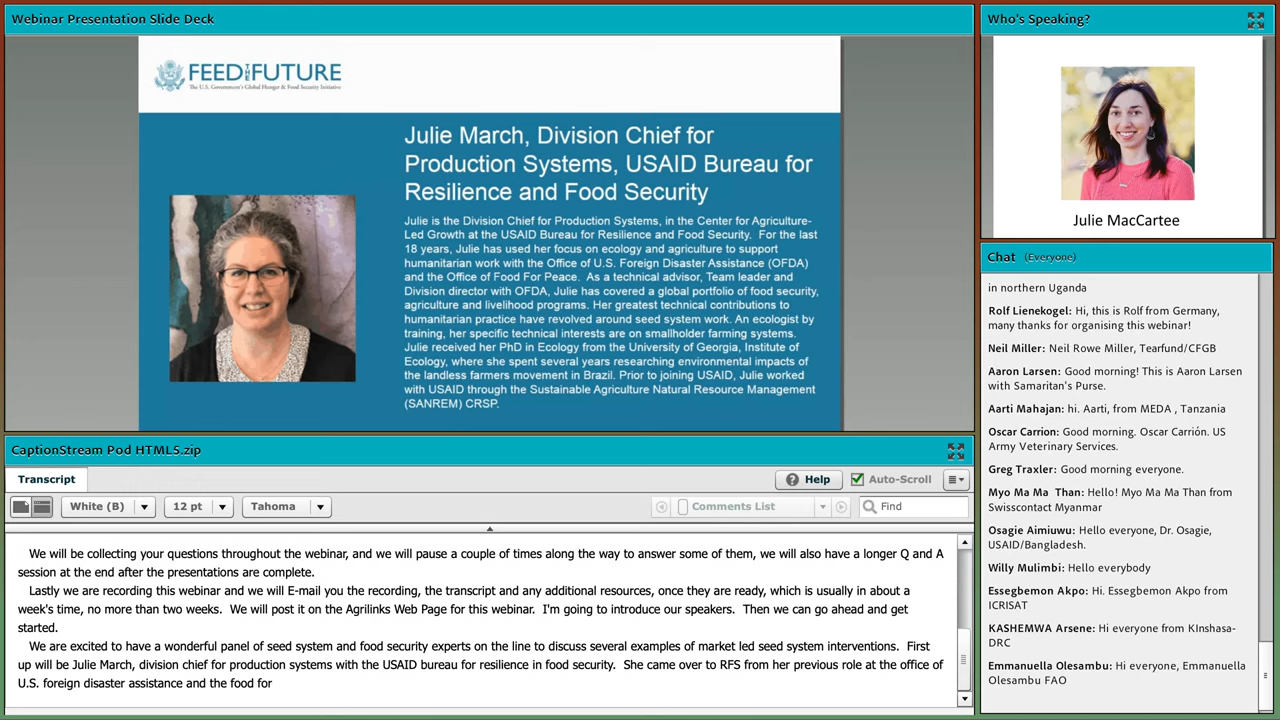 Webinar Presentation Slide Deck
FEED THE FUTURE
The U.S. Government's Global Hunger & Food Security Initiative
Julie March, Division Chief for
Production Systems, USAID Bureau for
Resilience and Food Security
Julie is the Division Chief for Production Systems, in the Center for Agriculture-
Led Growth at the USAID Bureau for Resilience and Food Security. For the last
18 years, Julie has used her focus on ecology and agriculture to support
humanitarian work with the Office of U.S. Foreign Disaster Assistance (OFDA)
and the Office of Food For Peace. As a technical advisor, Team leader and
Division director with OFDA, Julie has covered a global portfolio of food security,
agriculture and livelihood programs. Her greatest technical contributions to
humanitarian practice have revolved around seed system work. An ecologist by
training, her specific technical interests are on smallholder farming systems.
Julie received her PhD in Ecology from the University of Georgia, Institute of
Ecology, where she spent several years researching environmental impacts of
the landless farmers movement in Brazil. Prior to joining USAID, Julie worked
with USAID through the Sustainable Agriculture Natural Resource Management
(SANREM) CRSP.
Who's Speaking?
Julie MacCartee
Chat (Everyone)
in northern Uganda
Rolf Lienekogel: Hi, this is Rolf from Germany,
many thanks for organising this webinar!
Neil Miller: Neil Rowe Miller, Tearfund/CFGB
Aaron Larsen: Good morning! This is Aaron Larsen
with Samaritan's Purse.
Aarti Mahajan: hi. Aarti, from MEDA , Tanzania
Oscar Carrion: Good morning. Oscar Carrión. US
Army Veterinary Services.
Greg Traxler: Good morning everyone.
Myo Ma Ma Than: Hello! Myo Ma Ma Than from
Swisscontact Myanmar
Osagie Aimiuwu: Hello everyone, Dr. Osagie,
USAID/Bangladesh.
Willy Mulimbi: Hello everybody
Essegbemon Akpo: Hi. Essegbemon Akpo from
ICRISAT
KASHEMWA Arsene: Hi everyone from KInshasa-
DRC
Emmanuella Olesambu: Hi everyone, Emmanuella
Olesambu FAO
CaptionStream Pod HTML5.zip
Transcript
Help
Auto-Scroll
White (B)
12 pt
Tahoma
Comments List
Find
We will be collecting your questions throughout the webinar, and we will pause a couple of times along the way to answer some of them, we will also have a longer Q and A
session at the end after the presentations are complete.
Lastly we are recording this webinar and we will E-mail you the recording, the transcript and any additional resources, once they are ready, which is usually in about a
week's time, no more than two weeks. We will post it on the Agrilinks Web Page for this webinar. I'm going to introduce our speakers. Then we can go ahead and get
started.
We are excited to have a wonderful panel of seed system and food security experts on the line to discuss several examples of market led seed system interventions. First
up will be Julie March, division chief for production systems with the USAID bureau for resilience in food security. She came over to RFS from her previous role at the office of
U.S. foreign disaster assistance and the food for